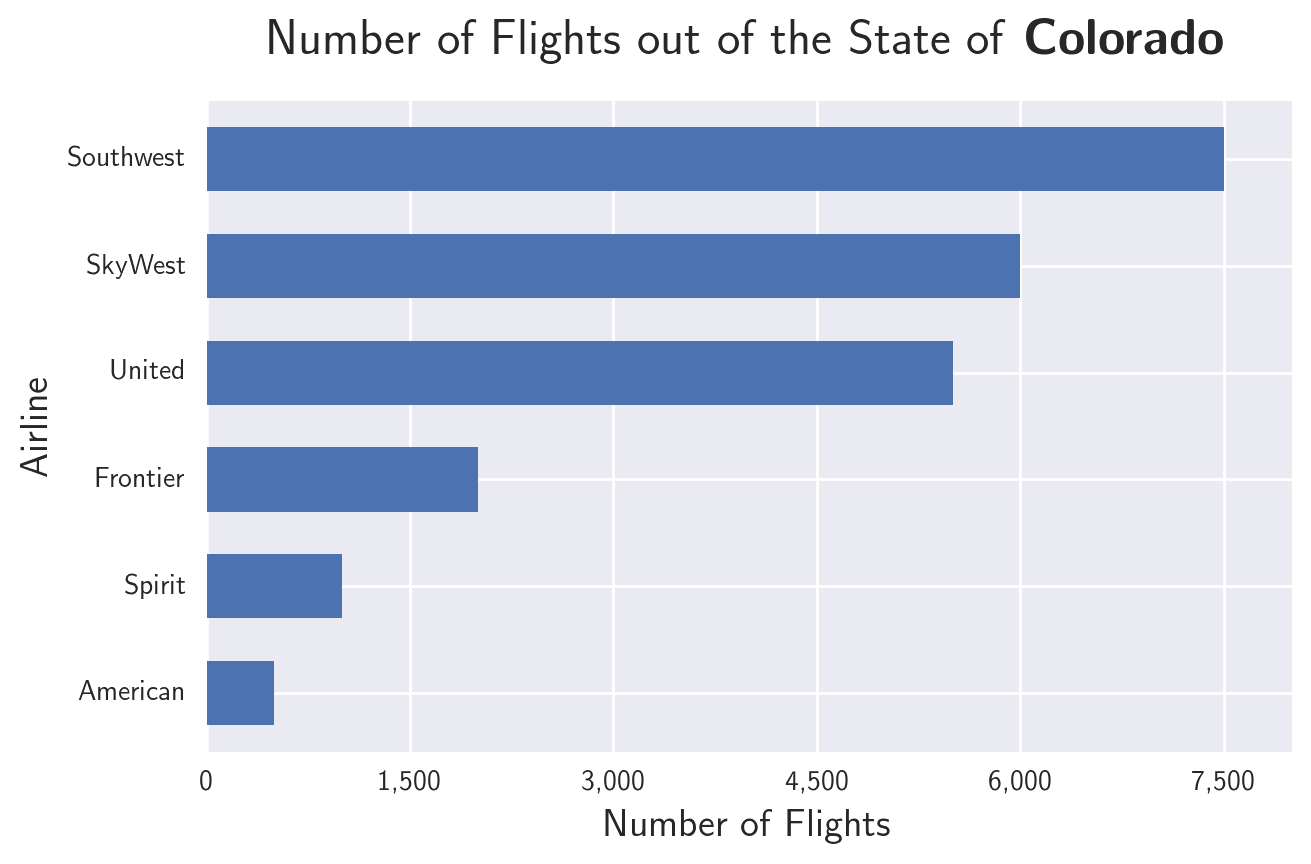 Number of Flights out of the State of Colorado
Southwest
SkyWest
United
Frontier
Spirit
American
Airline
0 1,500 3,000 4,500 6,000 7,500
Number of Flights